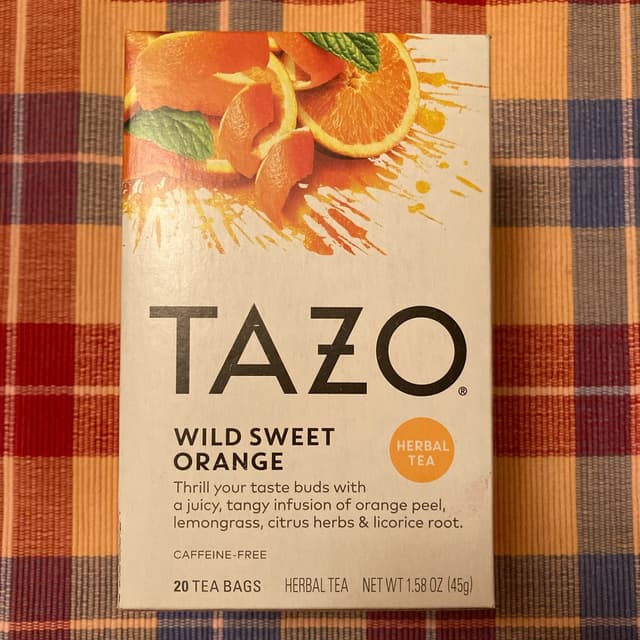 TAZO®
WILD SWEET
ORANGE
HERBAL
TEA
Thrill your taste buds with
a juicy, tangy infusion of orange peel,
lemongrass, citrus herbs & licorice root.
CAFFEINE-FREE
20 TEA BAGS HERBAL TEA NET WT 1.58 OZ (45g)